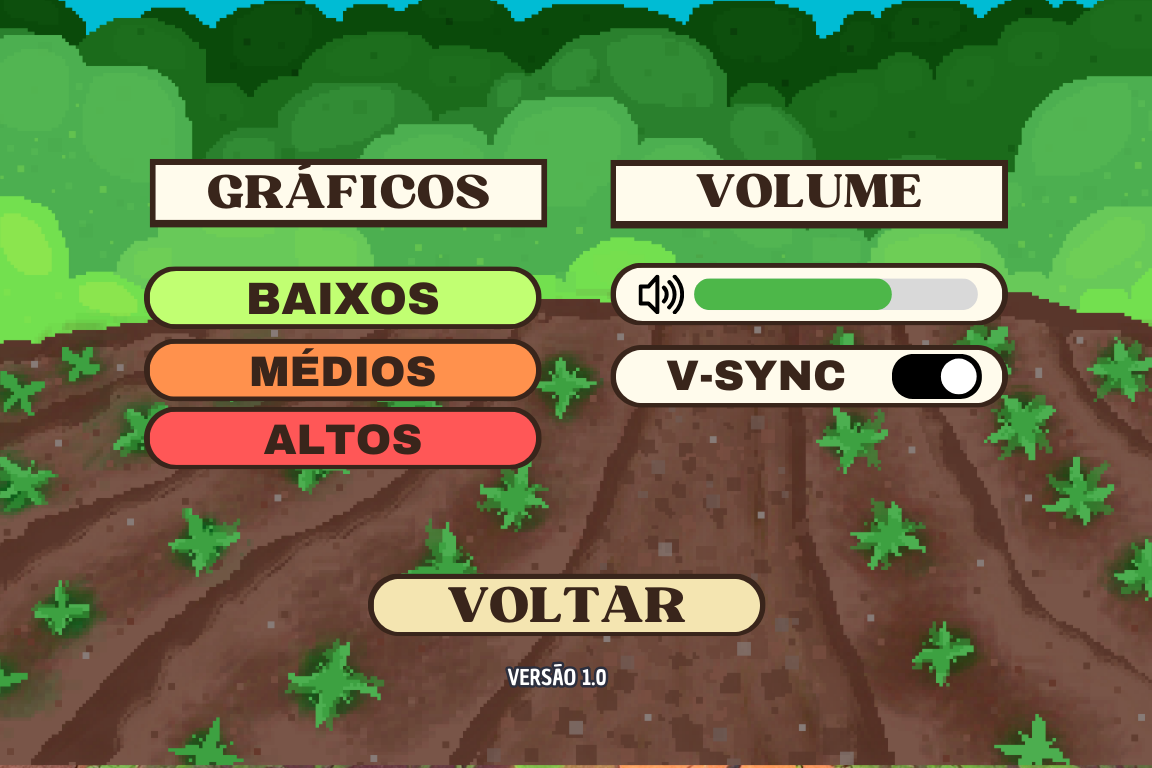 GRÁFICOS
BAIXOS
MÉDIOS
ALTOS
VOLUME
V-SYNC
VOLTAR
VERSÃO 1.0